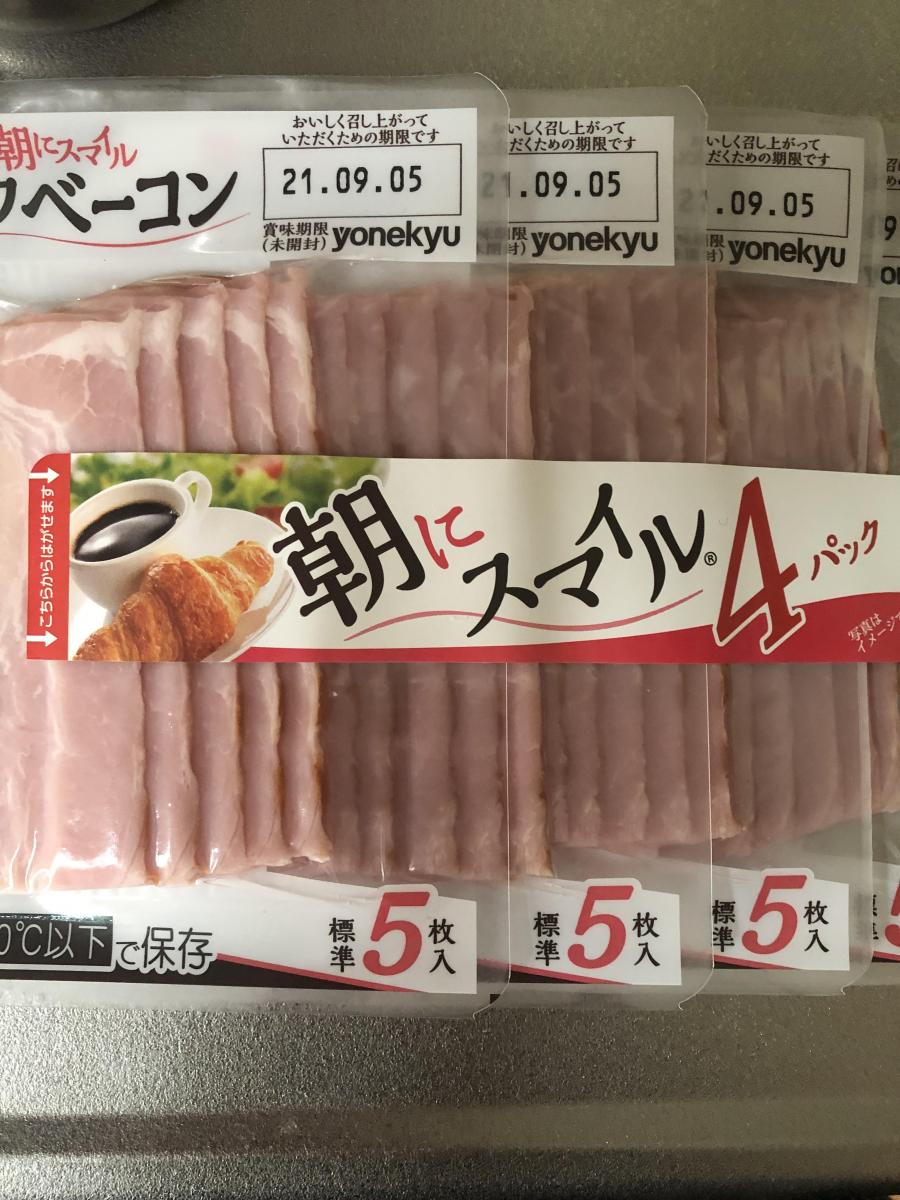 朝にスマイル
ベーコン
おいしく召し上がって
いただくための期限です
21.09.05
賞味期限
(未開封)
yonekyu
いしく召し上がって
だくための期限です
.09.05
yonekyu
いしく召し上がって
だくための期限です
.09.05
yonekyu
こちらからはがせます
朝に
スマイル®
4パック
写真は
イメージ
0℃以下で保存
標準5枚入
標準5枚入
標準5枚入